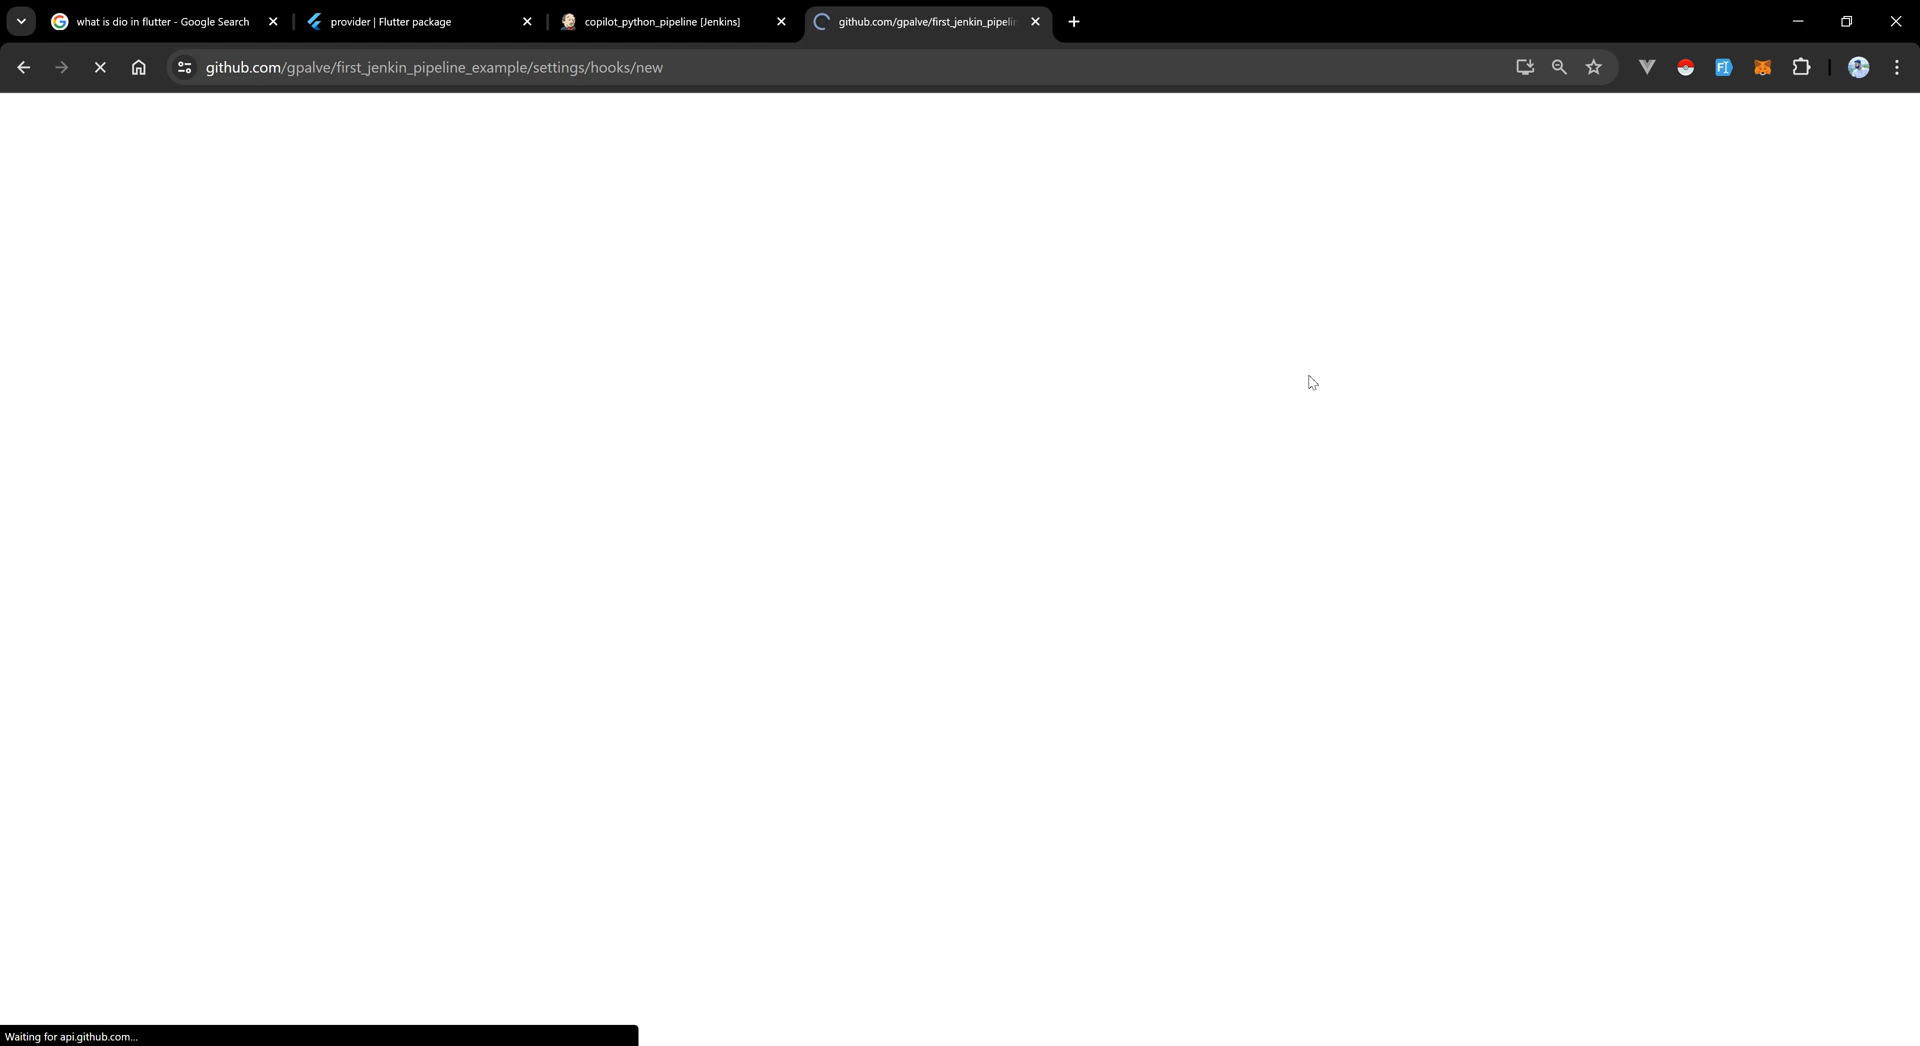 what is dio in flutter - Google Search
provider | Flutter package
copilot_python_pipeline [Jenkins]
github.com/gpalve/first_jenkin_pipelin
github.com/gpalve/first_jenkin_pipeline_example/settings/hooks/new
Waiting for api.github.com...